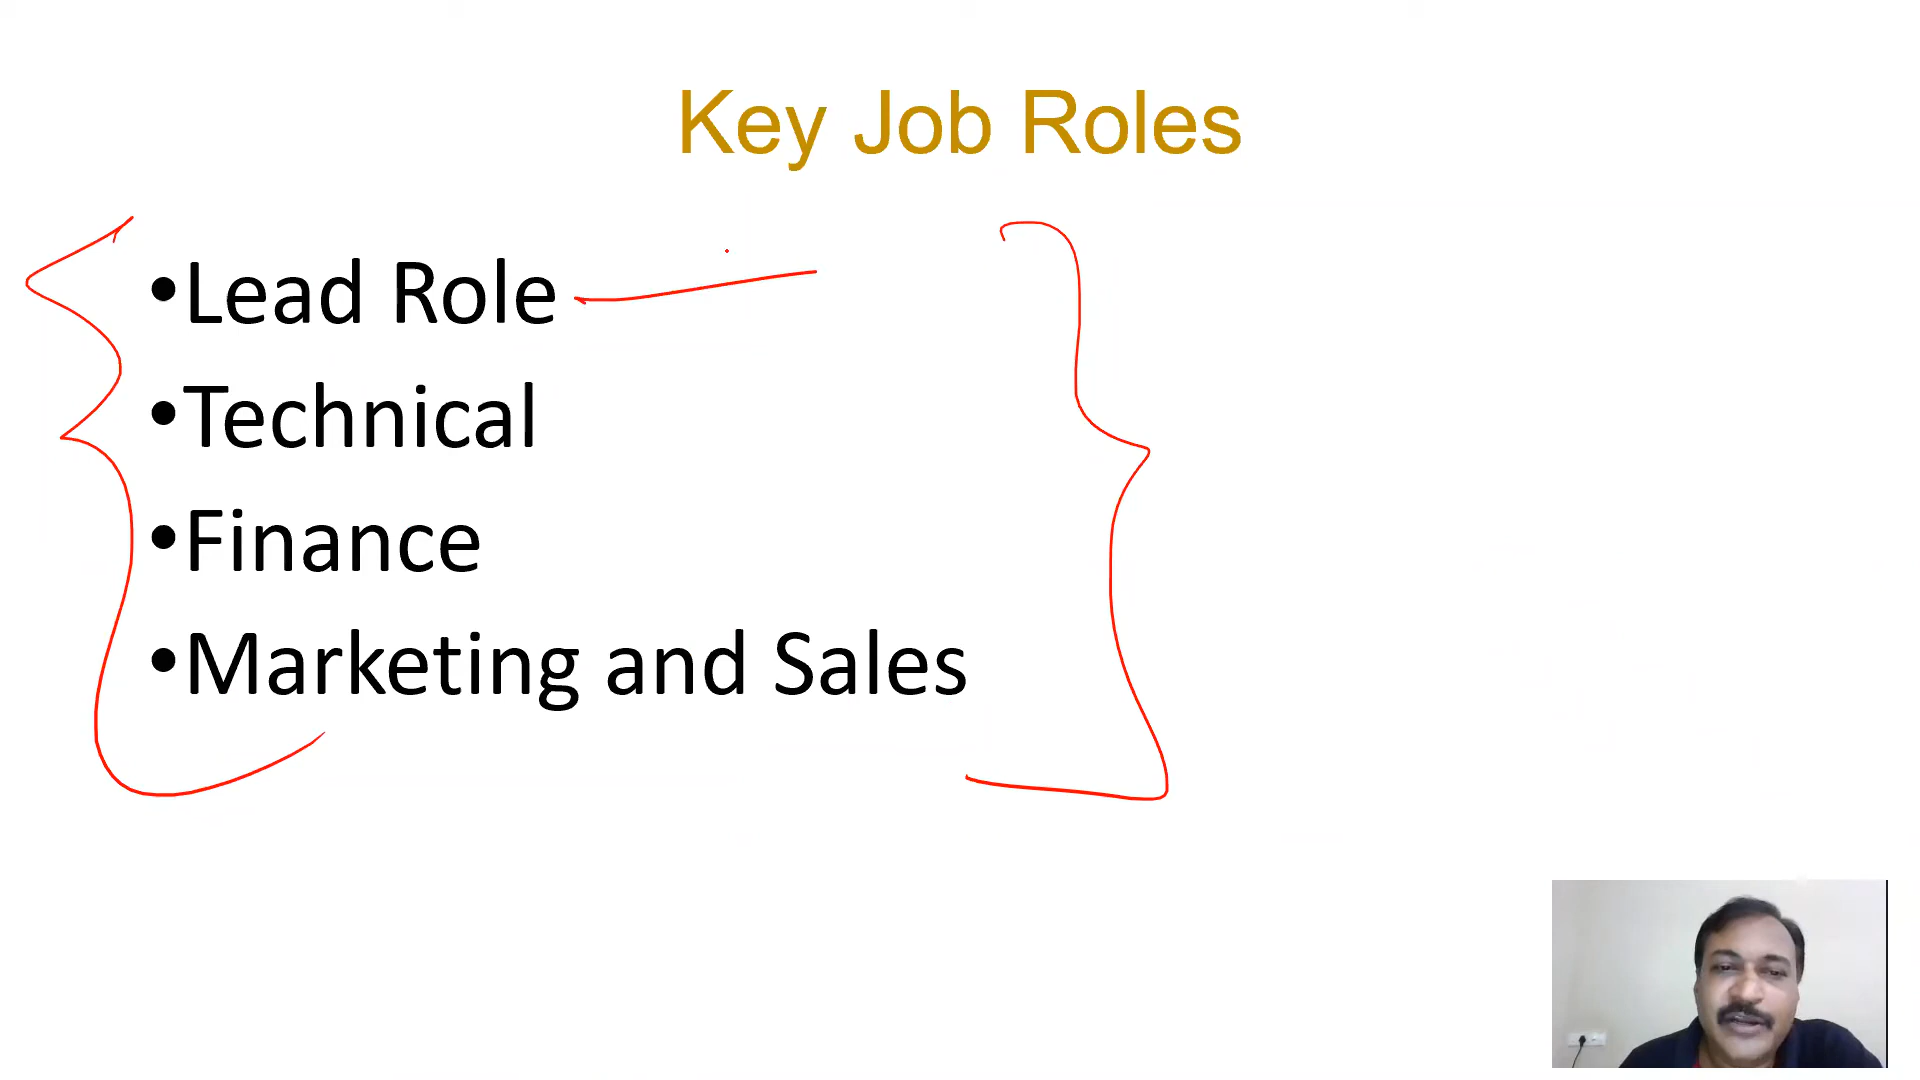 Key Job Roles
•Lead Role
•Technical
•Finance
•Marketing and Sales